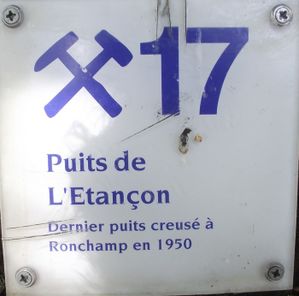 17
Puits de
L'Etançon
Dernier puits creusé à
Ronchamp en 1950